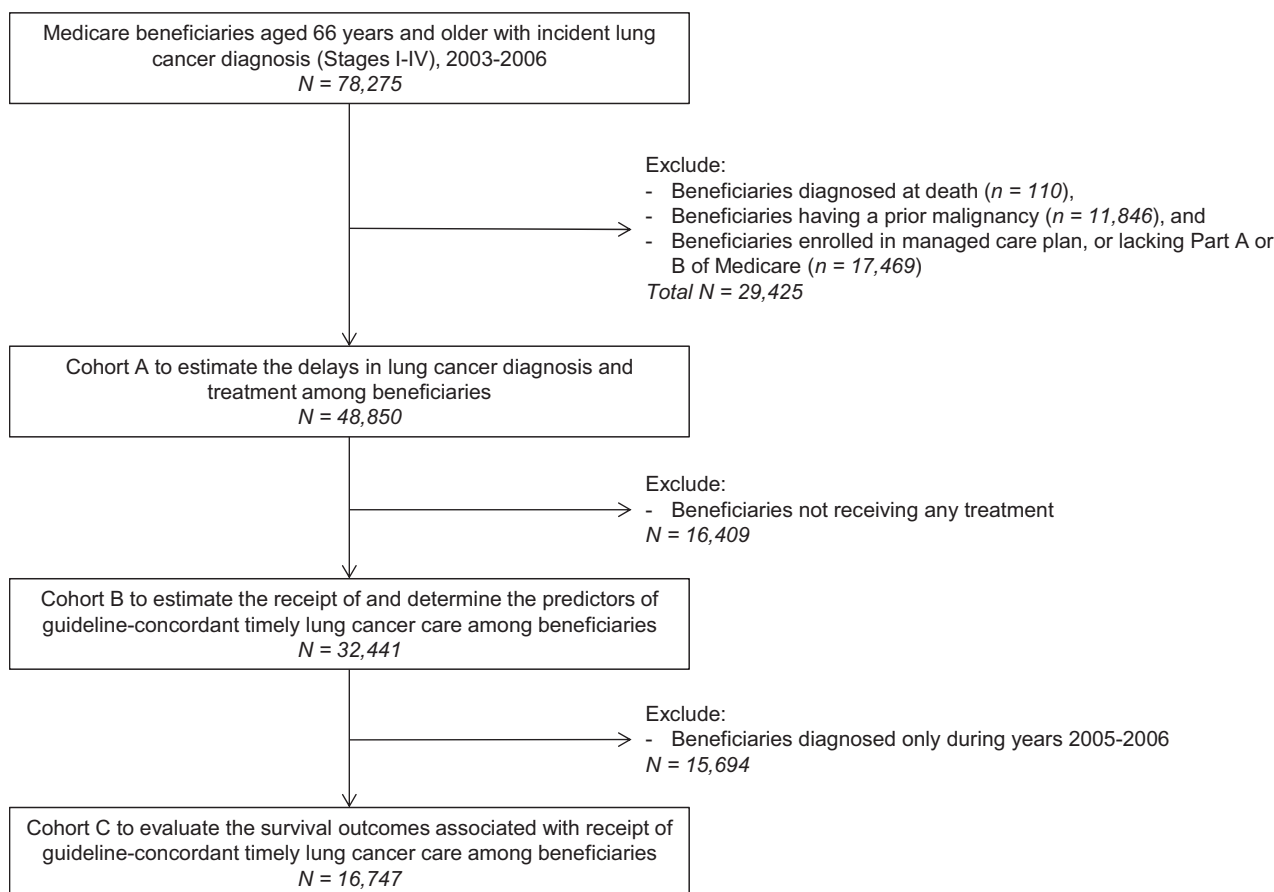 Medicare beneficiaries aged 66 years and older with incident lung
cancer diagnosis (Stages I-IV), 2003-2006
N = 78,275
Exclude:
- Beneficiaries diagnosed at death (n = 110),
- Beneficiaries having a prior malignancy (n = 11,846), and
- Beneficiaries enrolled in managed care plan, or lacking Part A or
B of Medicare (n = 17,469)
Total N = 29,425
Cohort A to estimate the delays in lung cancer diagnosis and
treatment among beneficiaries
N = 48,850
Exclude:
- Beneficiaries not receiving any treatment
N = 16,409
Cohort B to estimate the receipt of and determine the predictors of
guideline-concordant timely lung cancer care among beneficiaries
N = 32,441
Exclude:
- Beneficiaries diagnosed only during years 2005-2006
N = 15,694
Cohort C to evaluate the survival outcomes associated with receipt of
guideline-concordant timely lung cancer care among beneficiaries
N = 16,747